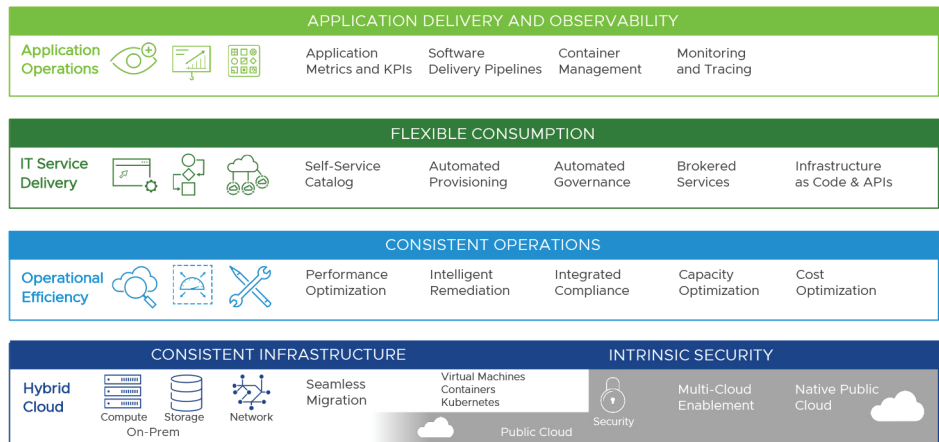 APPLICATION DELIVERY AND OBSERVABILITY
Application
Operations
Application
Metrics and KPIs
Software
Delivery Pipelines
Container
Management
Monitoring
and Tracing
FLEXIBLE CONSUMPTION
IT Service
Delivery
Self-Service
Catalog
Automated
Provisioning
Automated
Governance
Brokered
Services
Infrastructure
as Code & APIs
CONSISTENT OPERATIONS
Operational
Efficiency
Performance
Optimization
Intelligent
Remediation
Integrated
Compliance
Capacity
Optimization
Cost
Optimization
CONSISTENT INFRASTRUCTURE
INTRINSIC SECURITY
Hybrid
Cloud
Compute
Storage
Network
On-Prem
Seamless
Migration
Virtual Machines
Containers
Kubernetes
Public Cloud
Security
Multi-Cloud
Enablement
Native Public
Cloud